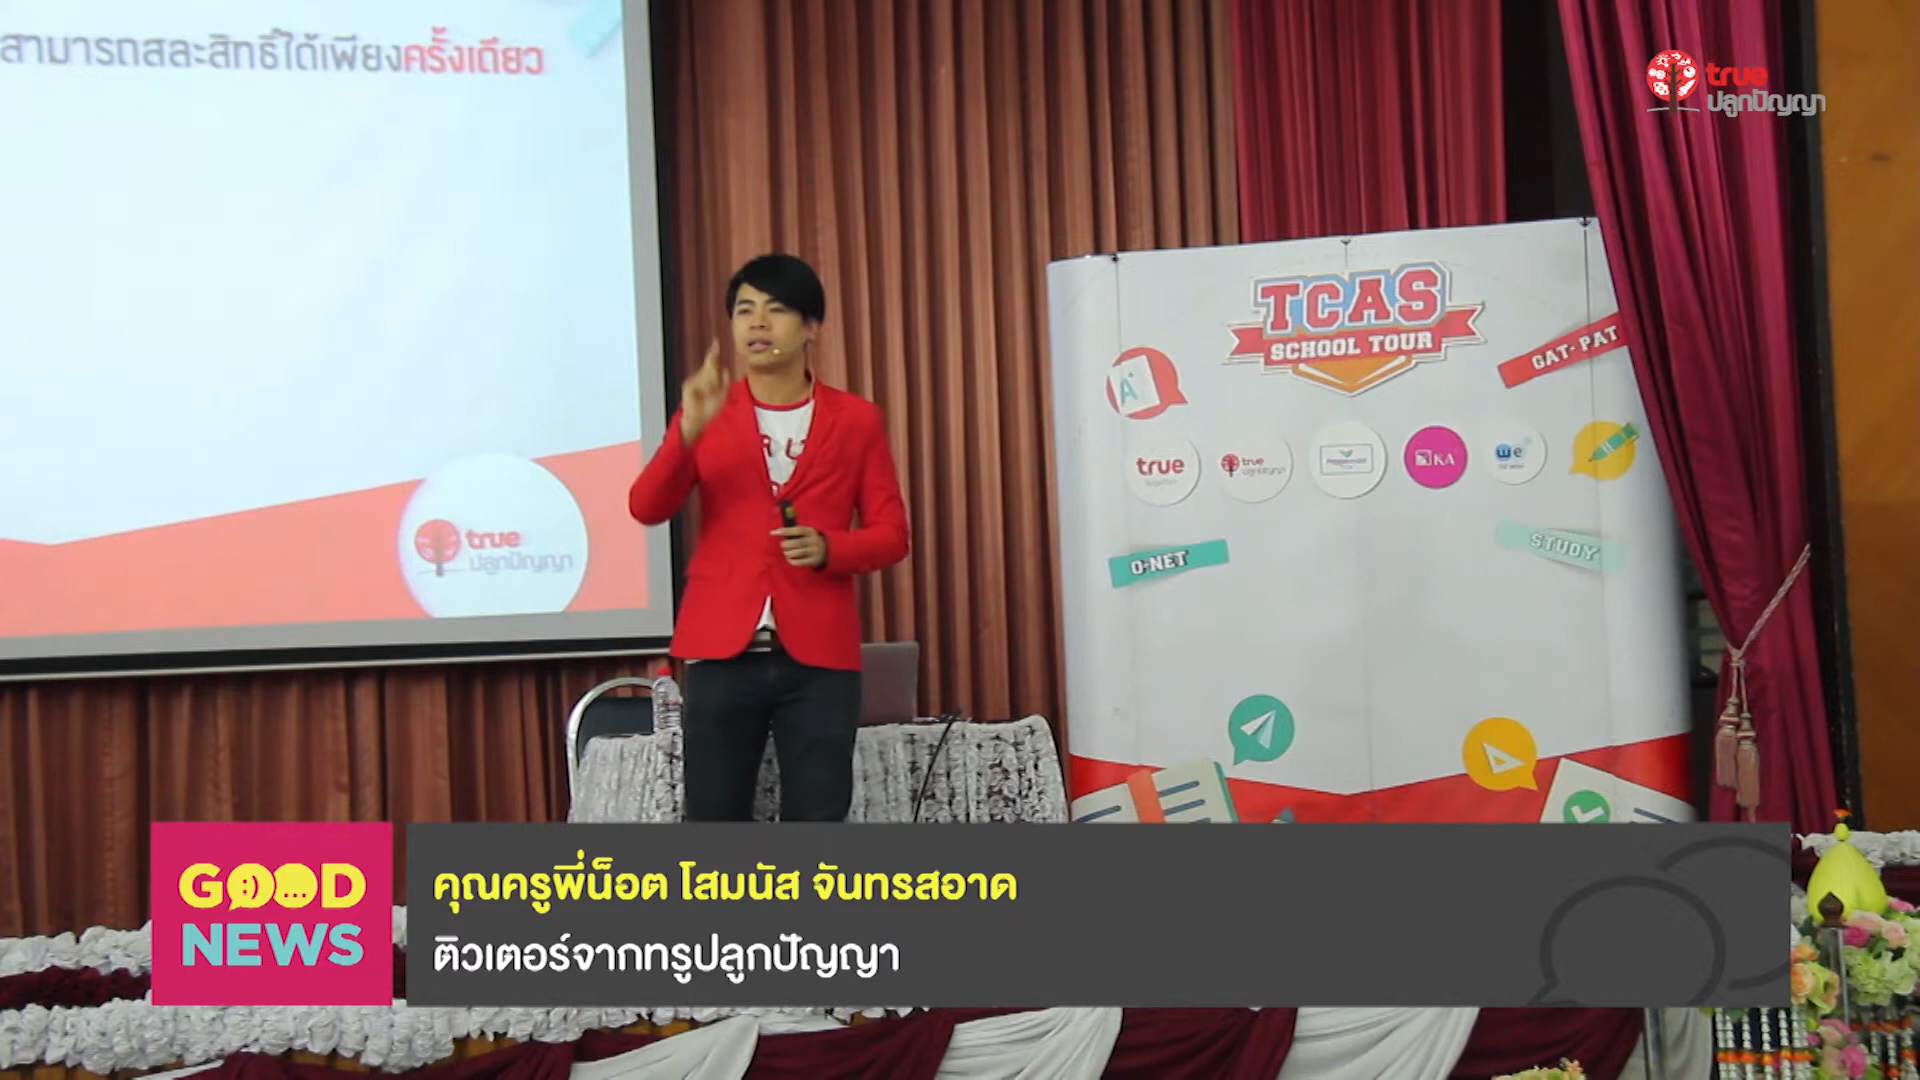 สามารถสละสิทธิ์ได้เพียงครั้งเดียว
true
ปลูกปัญญา
TCAS
SCHOOL TOUR
GAT-PAT
A+
true
true
ปลูกปัญญา
KA
we
O-NET
STUDY
true
ปลูกปัญญา
GOOD
NEWS
คุณครูพี่น็อต โสมนัส จันทรสอาด
ติวเตอร์จากทรูปลูกปัญญา